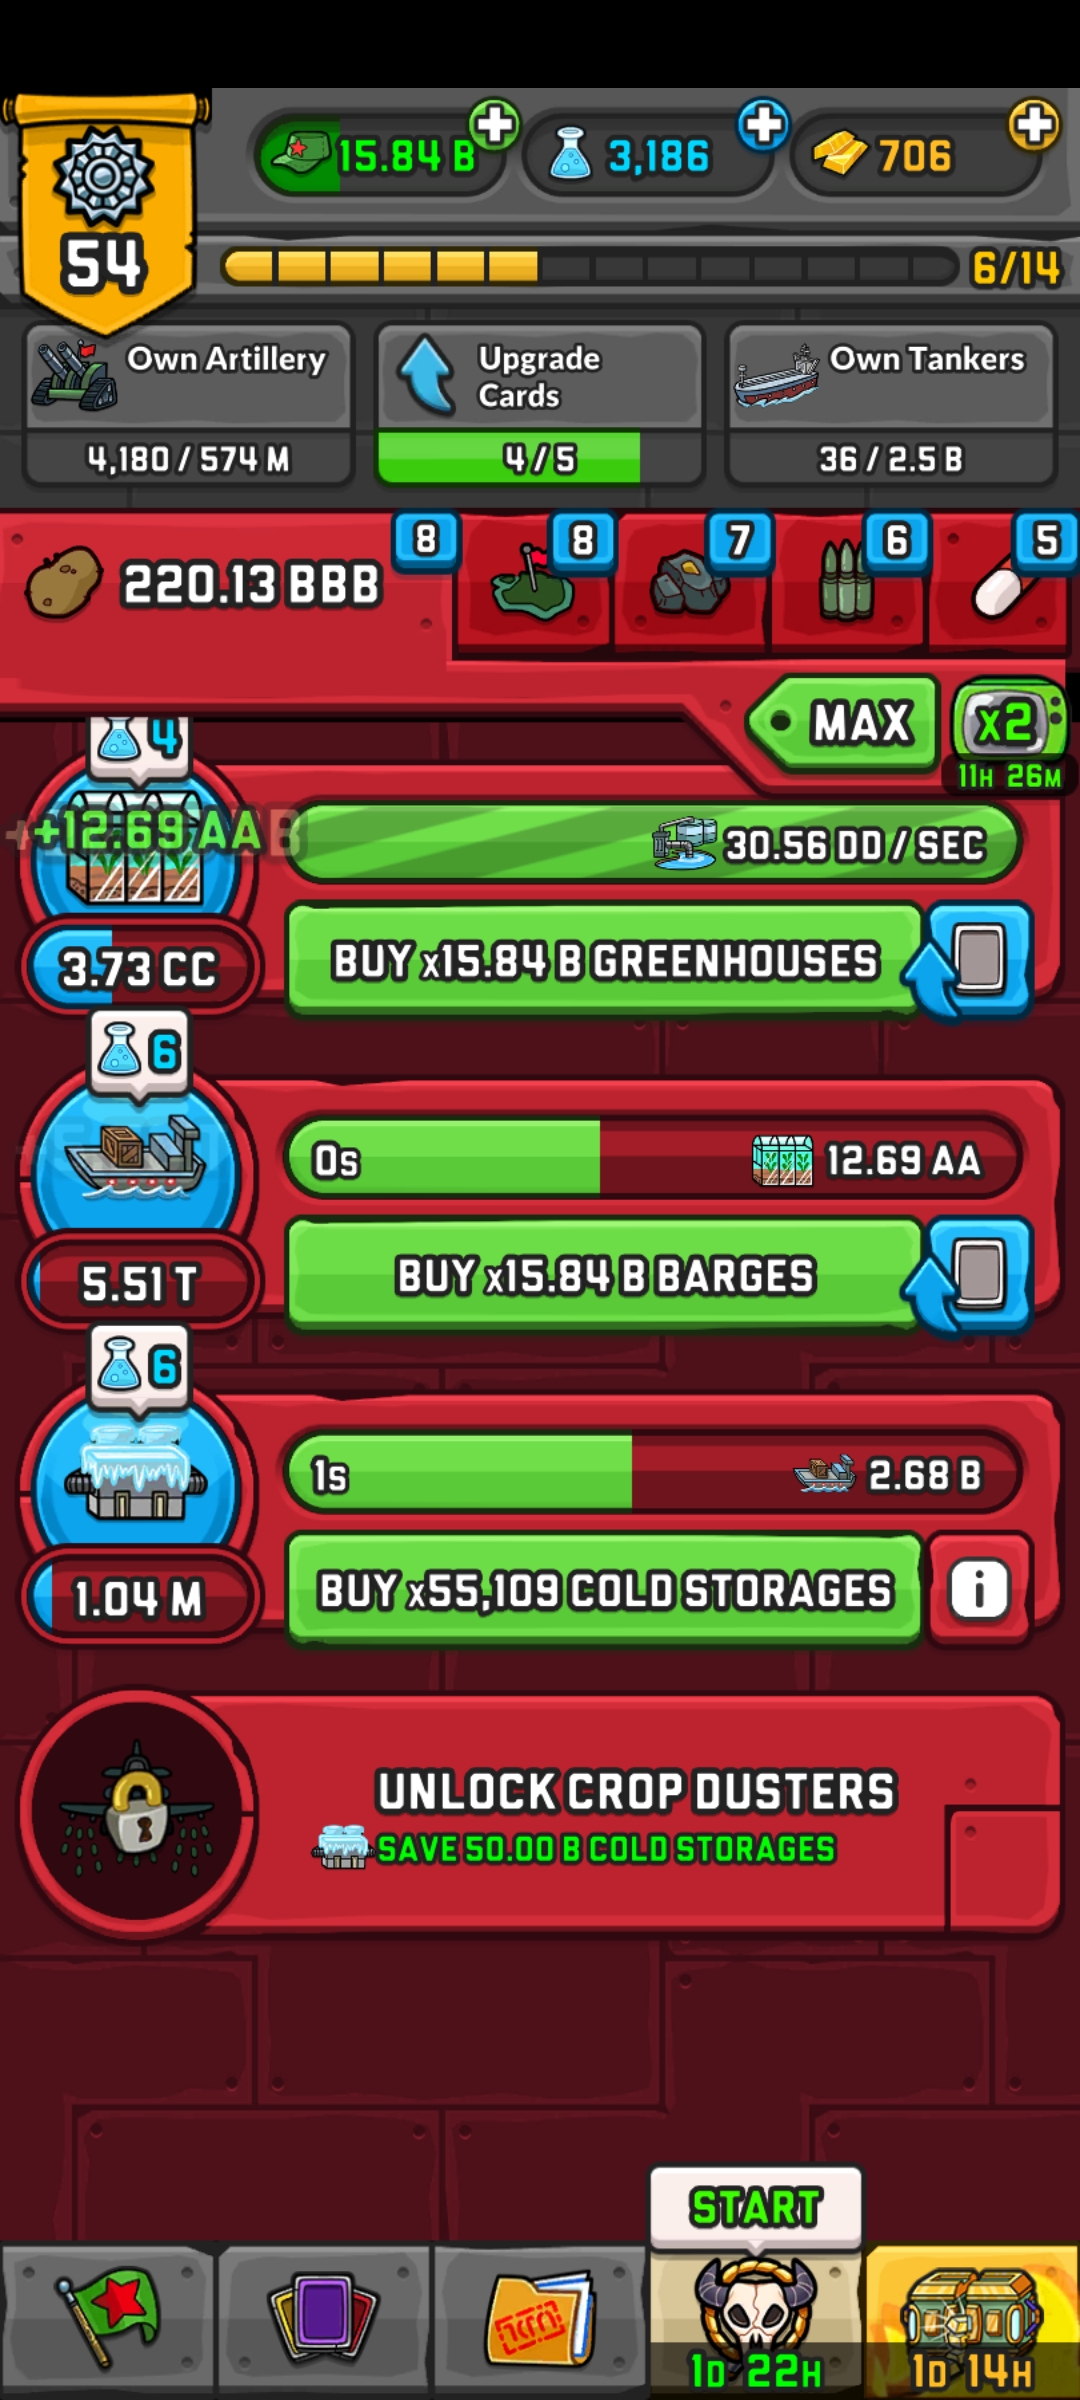 15.84 B
3,186
706
54
6/14
Own Artillery
4,180 / 574 M
Upgrade
Cards
4 / 5
Own Tankers
36 / 2.5 B
220.13 BBB
8
8
7
6
5
MAX
x2
11H 26M
4
+12.69 AA
30.56 DD / SEC
3.73 CC
BUY x15.84 B GREENHOUSES
6
0s
12.69 AA
5.51 T
BUY x15.84 B BARGES
6
1s
2.68 B
1.04 M
BUY x55,109 COLD STORAGES
i
UNLOCK CROP DUSTERS
SAVE 50.00 B COLD STORAGES
START
1D 22H
1D 14H